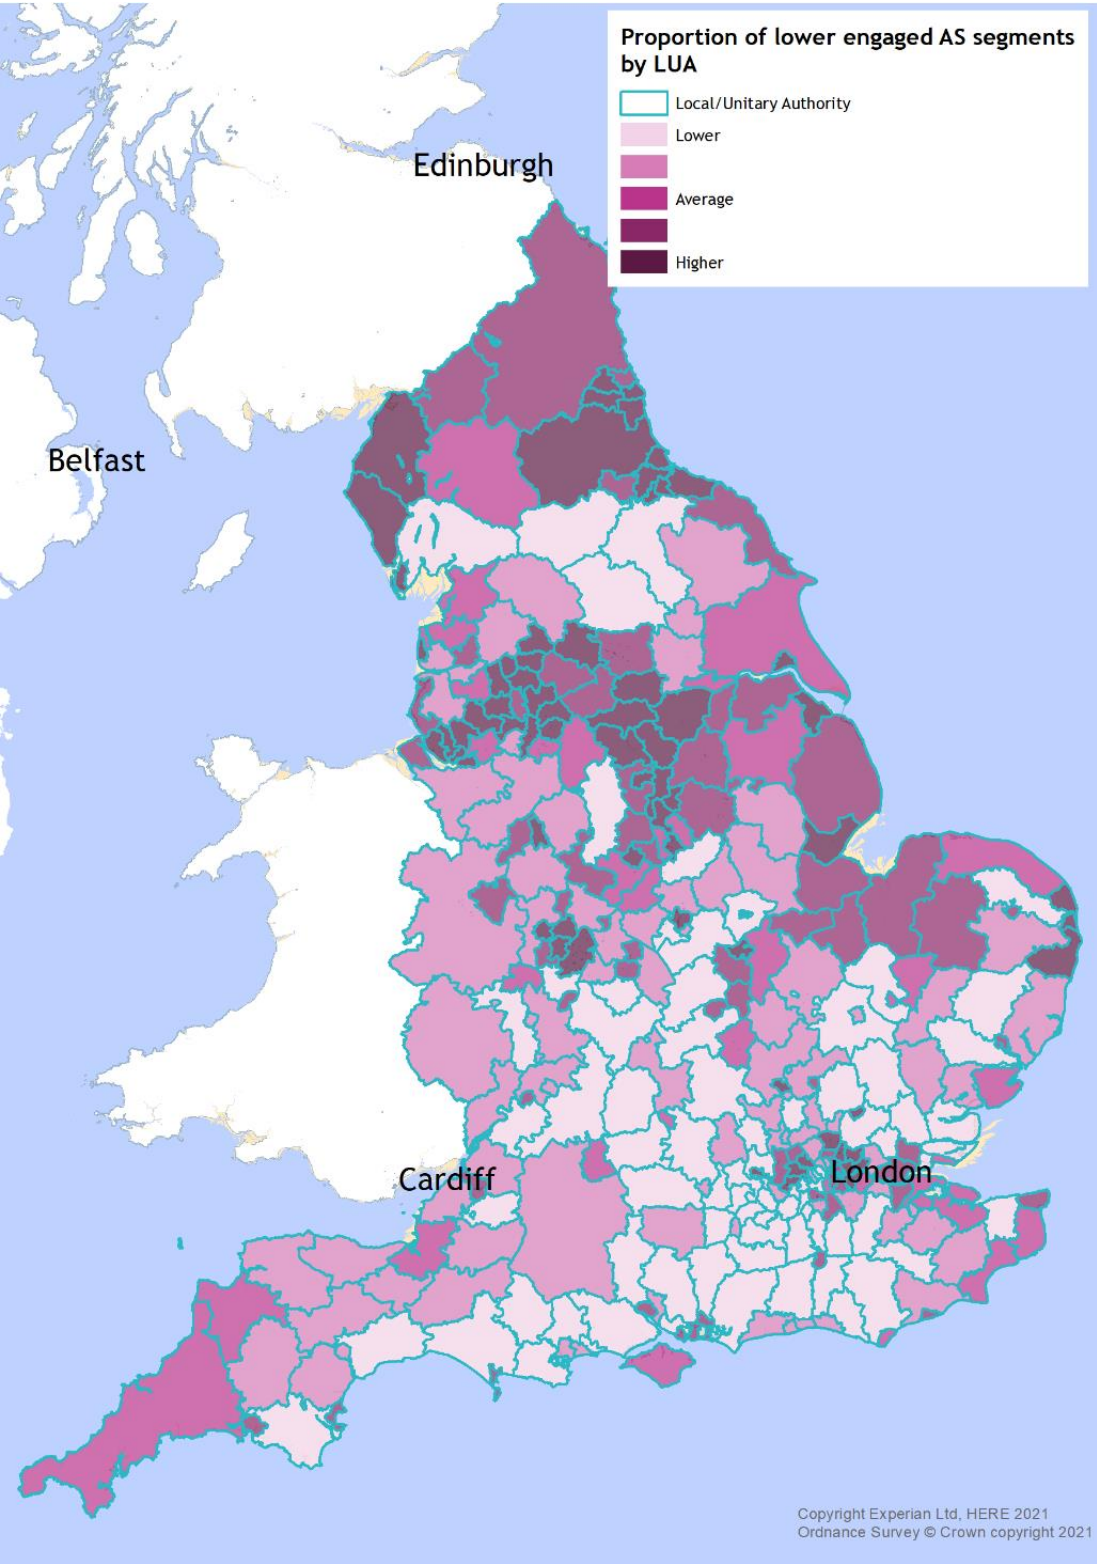 Proportion of lower engaged AS segments
by LUA
Local/Unitary Authority
Lower
Average
Higher
Edinburgh
Belfast
Cardiff
London
Copyright Experian Ltd, HERE 2021
Ordnance Survey © Crown copyright 2021